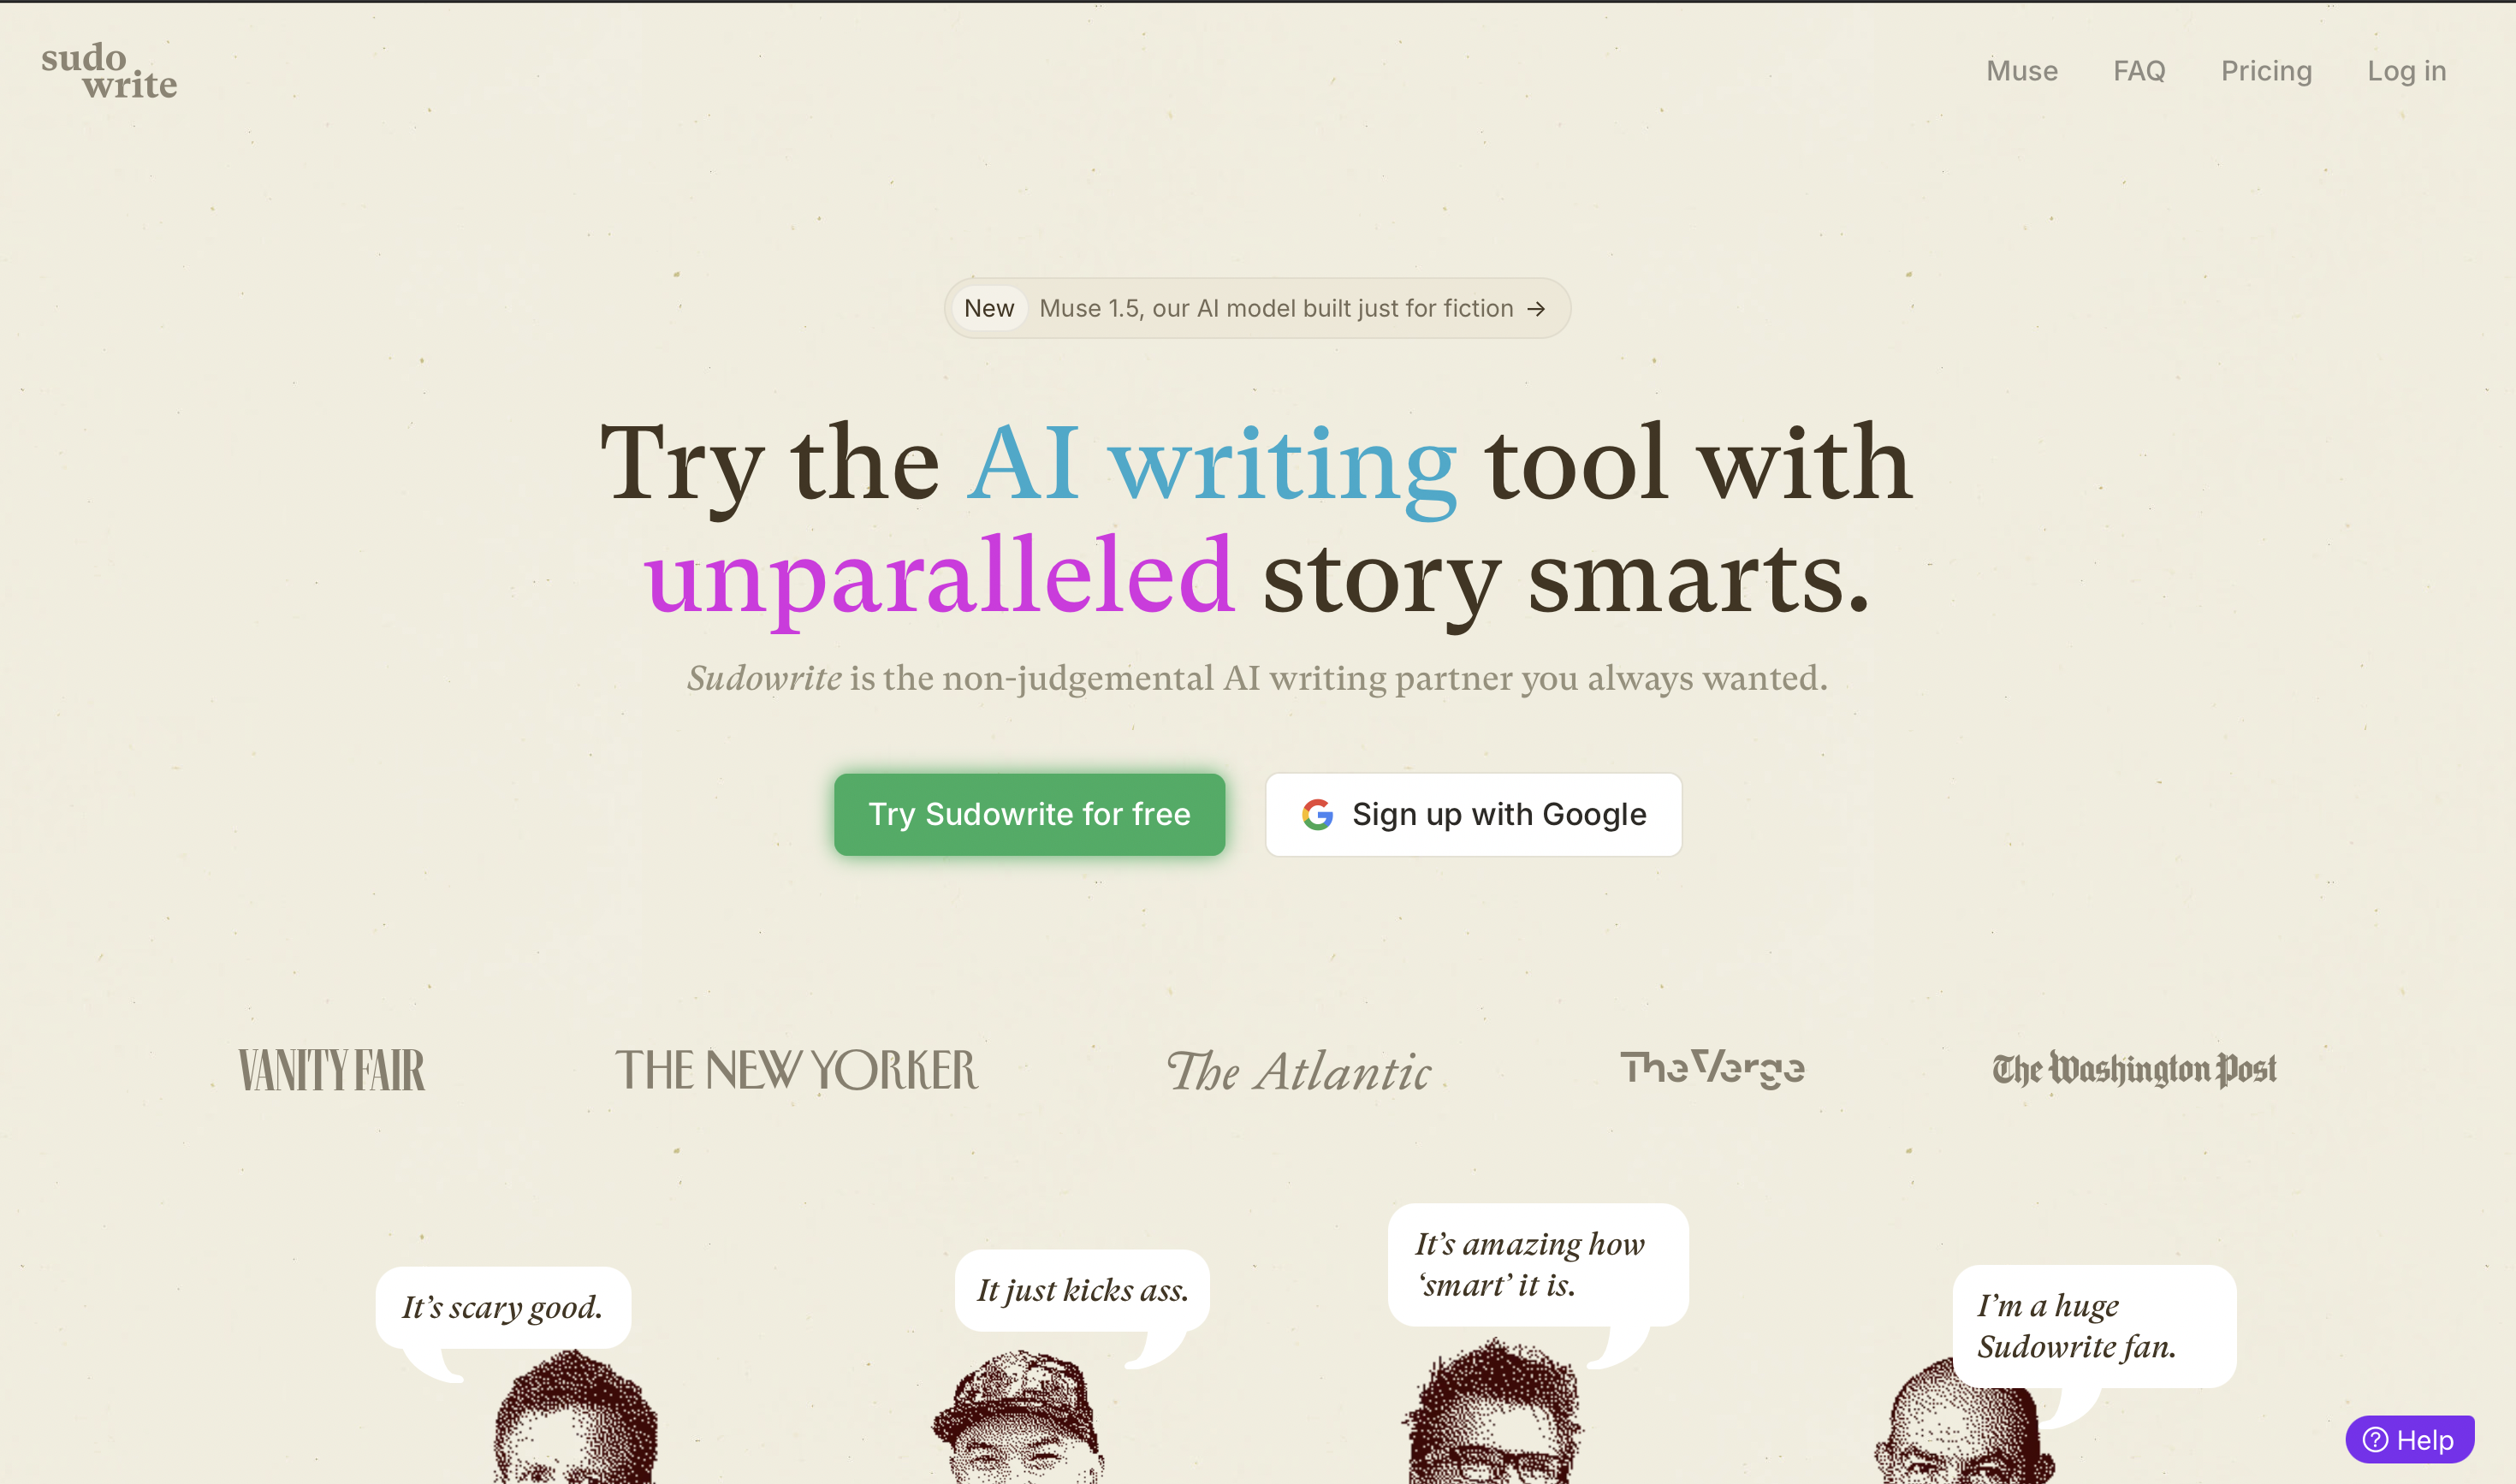 sudo
write
Muse FAQ Pricing Log in
New Muse 1.5, our AI model built just for fiction →
Try the AI writing tool with
unparalleled story smarts.
Sudowrite is the non-judgemental AI writing partner you always wanted.
Try Sudowrite for free
Sign up with Google
VANITY FAIR
THE NEW YORKER
The Atlantic
The Verge
The Washington Post
It’s scary good.
It just kicks ass.
It’s amazing how
‘smart’ it is.
I’m a huge
Sudowrite fan.
Help